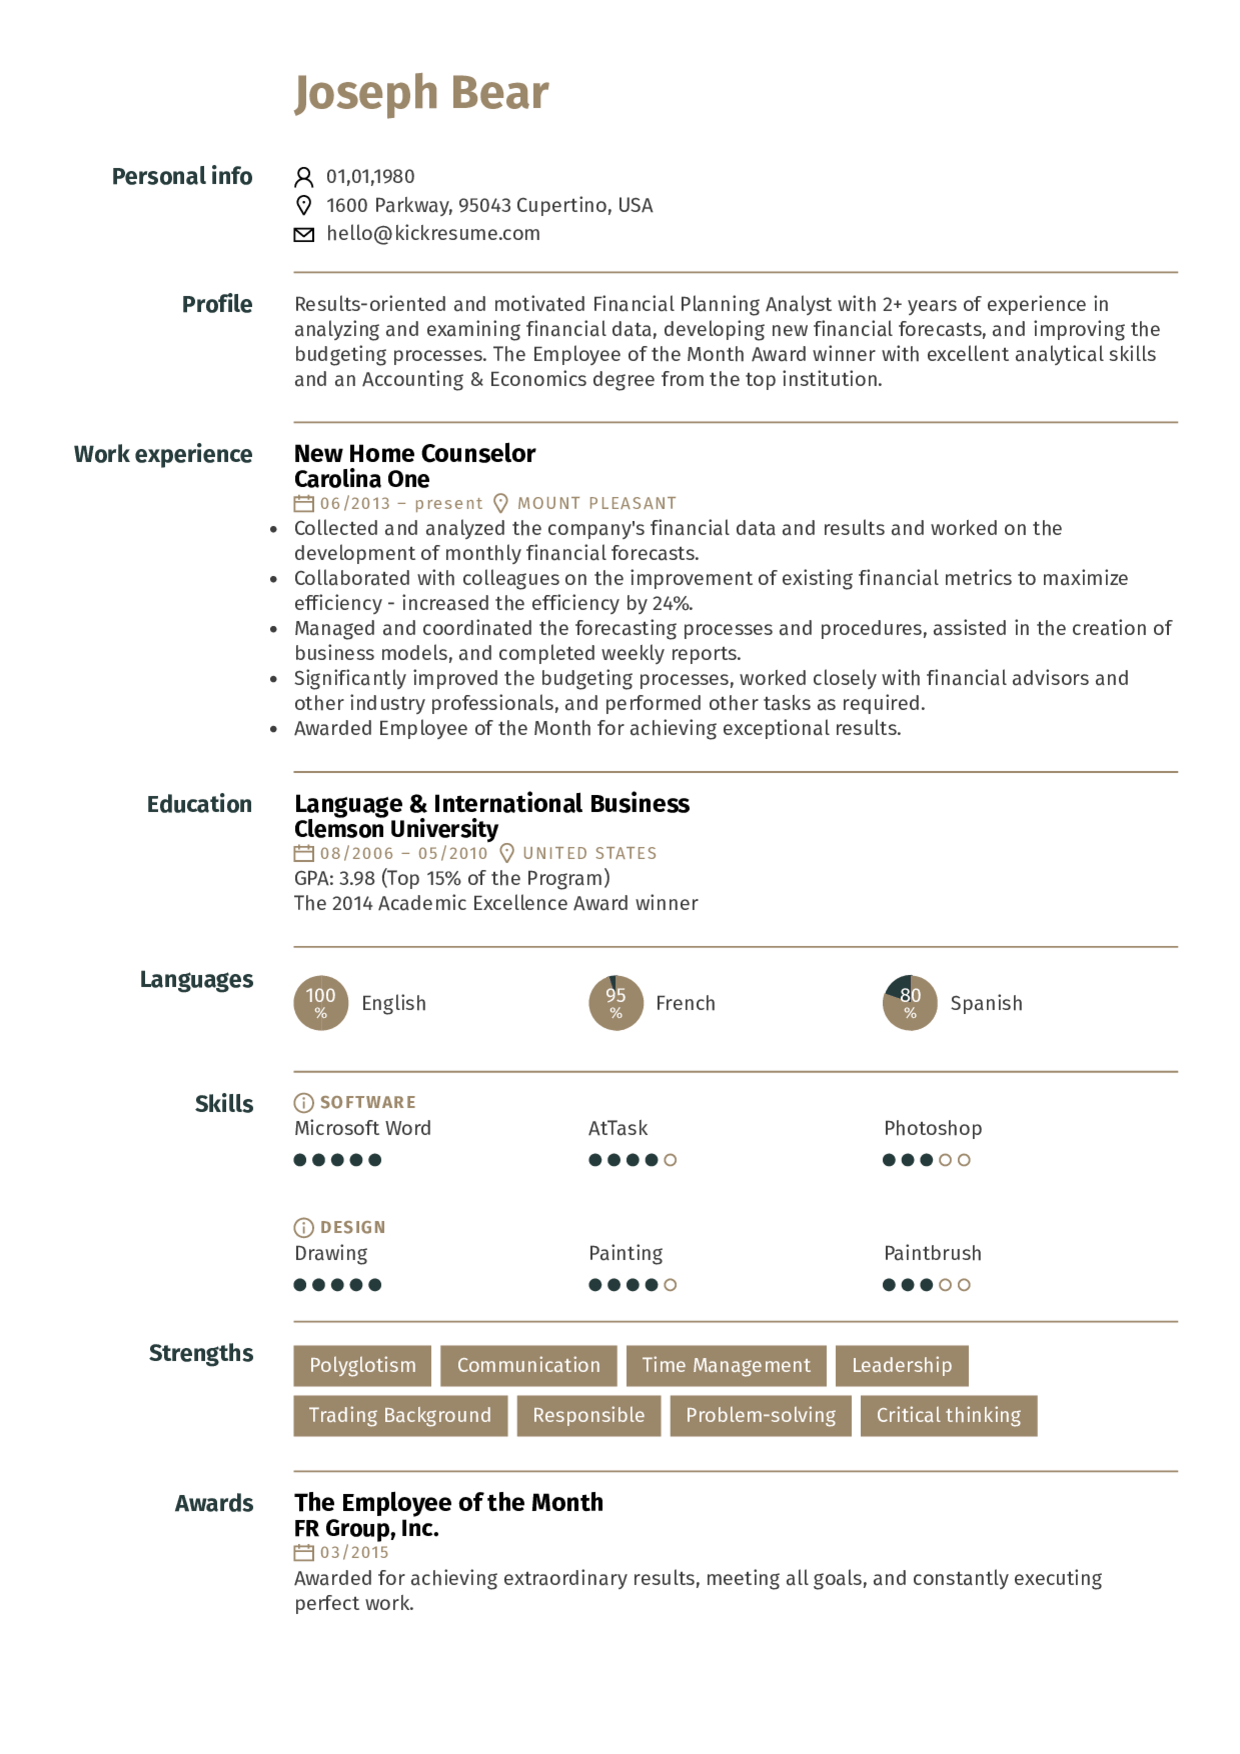 Joseph Bear
Personal info
01,01,1980
1600 Parkway, 95043 Cupertino, USA
hello@kickresume.com
Profile
Results-oriented and motivated Financial Planning Analyst with 2+ years of experience in
analyzing and examining financial data, developing new financial forecasts, and improving the
budgeting processes. The Employee of the Month Award winner with excellent analytical skills
and an Accounting & Economics degree from the top institution.
Work experience
New Home Counselor
Carolina One
06/2013 – present MOUNT PLEASANT
• Collected and analyzed the company's financial data and results and worked on the
development of monthly financial forecasts.
• Collaborated with colleagues on the improvement of existing financial metrics to maximize
efficiency - increased the efficiency by 24%.
• Managed and coordinated the forecasting processes and procedures, assisted in the creation of
business models, and completed weekly reports.
• Significantly improved the budgeting processes, worked closely with financial advisors and
other industry professionals, and performed other tasks as required.
• Awarded Employee of the Month for achieving exceptional results.
Education
Language & International Business
Clemson University
08/2006 – 05/2010 UNITED STATES
GPA: 3.98 (Top 15% of the Program)
The 2014 Academic Excellence Award winner
Languages
100 % English
95 % French
80 % Spanish
Skills
SOFTWARE
Microsoft Word AtTask Photoshop
DESIGN
Drawing Painting Paintbrush
Strengths
Polyglotism Communication Time Management Leadership
Trading Background Responsible Problem-solving Critical thinking
Awards
The Employee of the Month
FR Group, Inc.
03/2015
Awarded for achieving extraordinary results, meeting all goals, and constantly executing
perfect work.